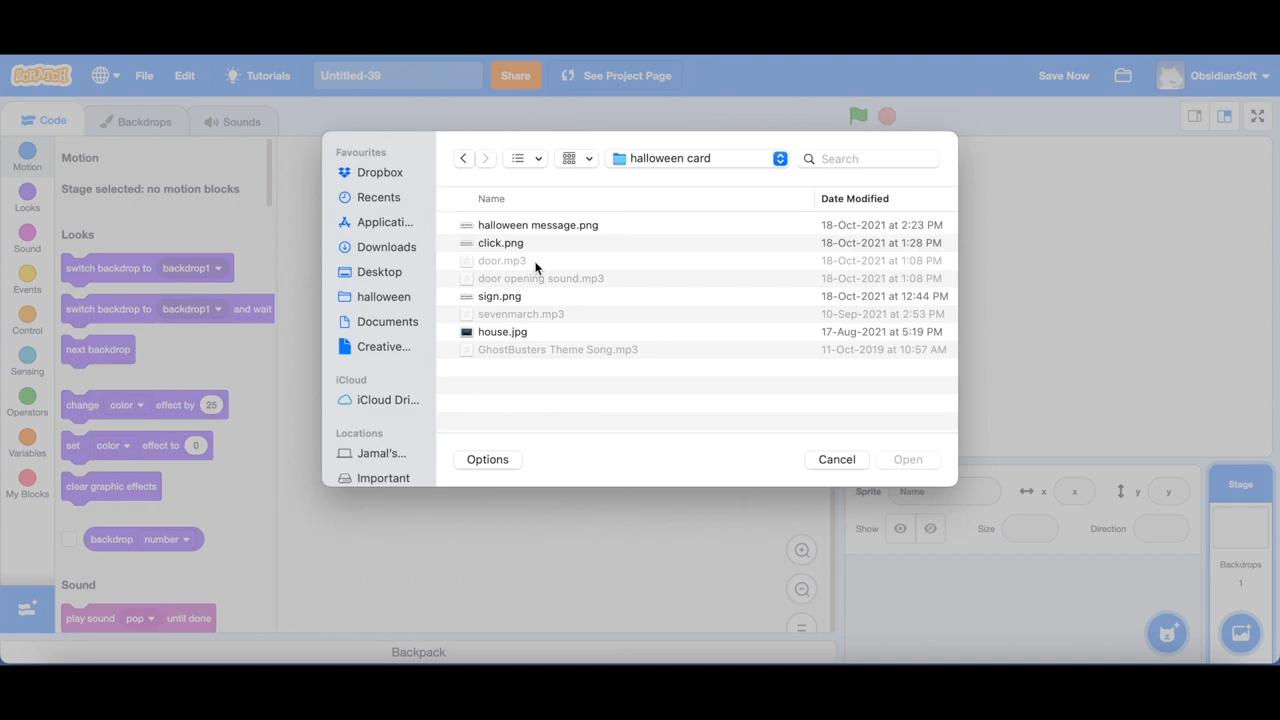 SCRATCH File Edit Tutorials Untitled-39 Share See Project Page Save Now ObsidianSoft
Code Backdrops Sounds
Motion
Looks
Sound
Events
Control
Sensing
Operators
Variables
My Blocks
Motion
Stage selected: no motion blocks
Looks
switch backdrop to backdrop1
switch backdrop to backdrop1 and wait
next backdrop
change color effect by 25
set color effect to 0
clear graphic effects
backdrop number
Sound
play sound pop until done
Favourites
Dropbox
Recents
Applicati...
Downloads
Desktop
halloween
Documents
Creative...
iCloud
iCloud Dri...
Locations
Jamal's...
Important
halloween card Search
Name Date Modified
halloween message.png 18-Oct-2021 at 2:23 PM
click.png 18-Oct-2021 at 1:28 PM
door.mp3 18-Oct-2021 at 1:08 PM
door opening sound.mp3 18-Oct-2021 at 1:08 PM
sign.png 18-Oct-2021 at 12:44 PM
sevenmarch.mp3 10-Sep-2021 at 2:53 PM
house.jpg 17-Aug-2021 at 5:19 PM
GhostBusters Theme Song.mp3 11-Oct-2019 at 10:57 AM
Options Cancel Open
Sprite Name x x y y
Show Size Direction
Stage
Backdrops
1
Backpack